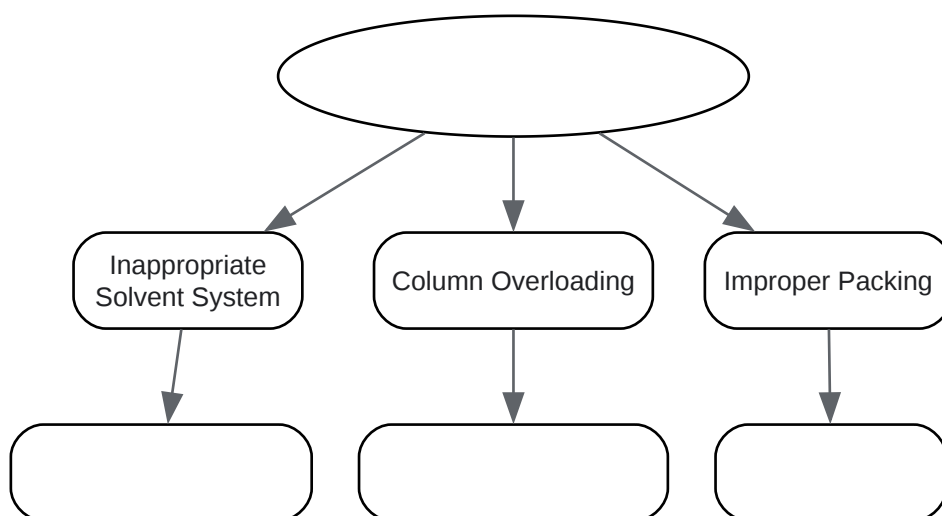 Inappropriate
Solvent System
Column Overloading
Improper Packing